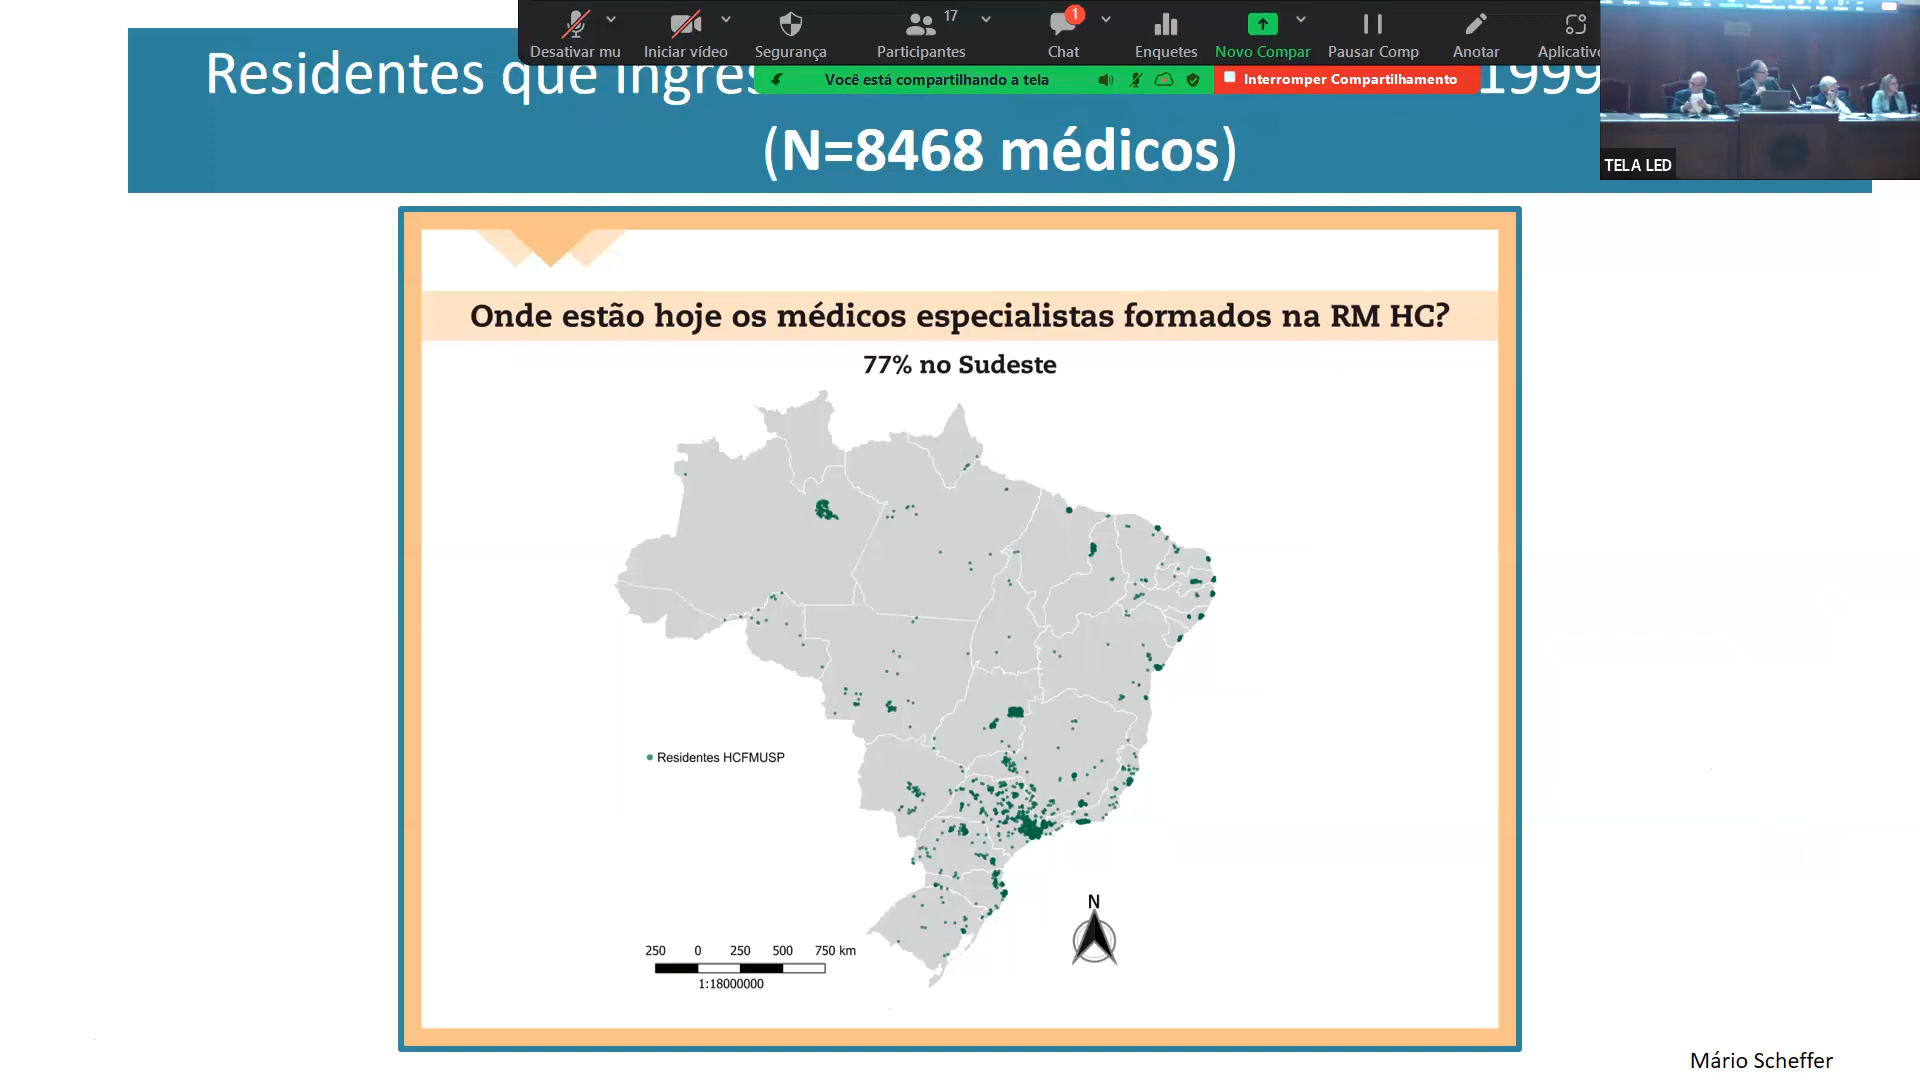 Desativar mu
Iniciar vídeo
Segurança
17
Participantes
1
Chat
Enquetes
Novo Compar
Pausar Comp
Anotar
Aplicativo
Você está compartilhando a tela
Interromper Compartilhamento
Residentes que ingres 1999
(N=8468 médicos)
TELA LED
Onde estão hoje os médicos especialistas formados na RM HC?
77% no Sudeste
Residentes HCFMUSP
N
250 0 250 500 750 km
1:18000000
Mário Scheffer